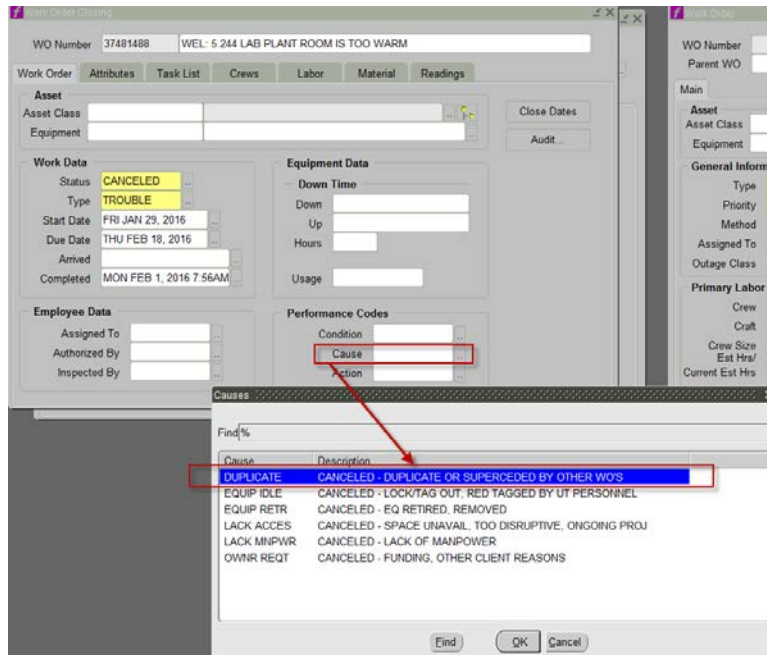 Work Order Closing
WO Number 37481488 WEL: 5.244 LAB PLANT ROOM IS TOO WARM
Work Order Attributes Task List Crews Labor Material Readings
Asset
Asset Class
Equipment
Close Dates
Audit...
Work Data
Status CANCELED
Type TROUBLE
Start Date FRI JAN 29, 2016
Due Date THU FEB 18, 2016
Arrived
Completed MON FEB 1, 2016 7:56AM
Equipment Data
Down Time
Down
Up
Hours
Usage
Employee Data
Assigned To
Authorized By
Inspected By
Performance Codes
Condition
Cause
Action
Work Order
WO Number
Parent WO
Main
Asset
Asset Class
Equipment
General Inform
Type
Priority
Method
Assigned To
Outage Class
Primary Labor
Crew
Craft
Crew Size
Est Hrs/
Current Est Hrs
Causes
Find %
Cause Description
DUPLICATE CANCELED - DUPLICATE OR SUPERCEDED BY OTHER WO'S
EQUIP IDLE CANCELED - LOCK/TAG OUT, RED TAGGED BY UT PERSONNEL
EQUIP RETR CANCELED - EQ RETIRED, REMOVED
LACK ACCES CANCELED - SPACE UNAVAIL, TOO DISRUPTIVE, ONGOING PROJ
LACK MNPWR CANCELED - LACK OF MANPOWER
OWNR REQT CANCELED - FUNDING, OTHER CLIENT REASONS
Find OK Cancel